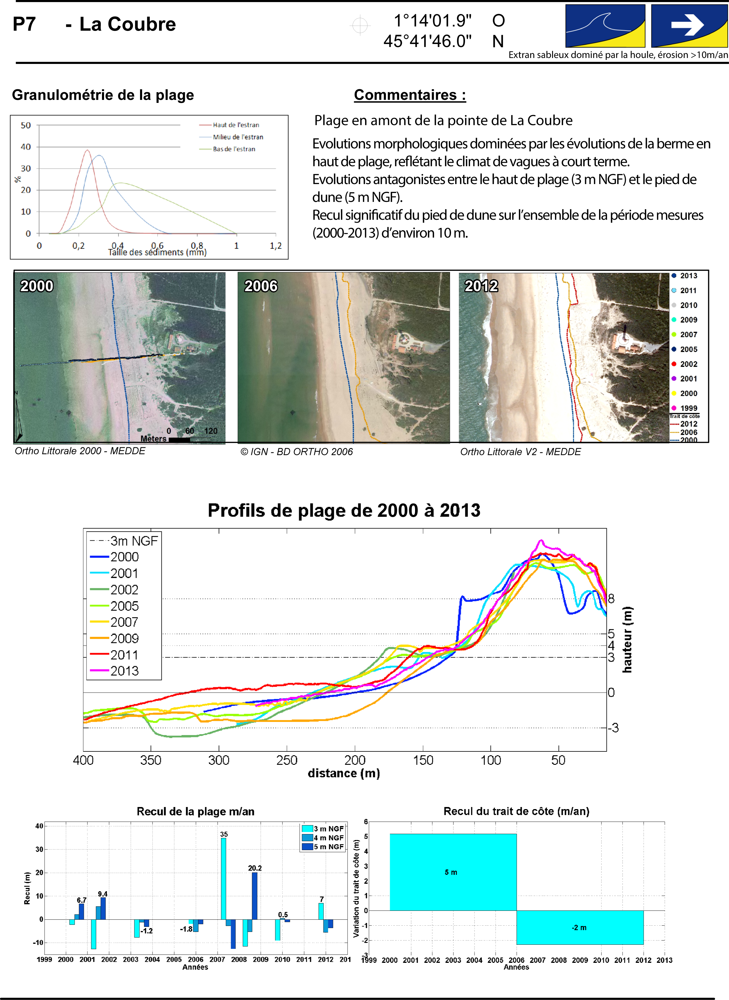 P7 - La Coubre
1°14'01.9" O
45°41'46.0" N
Extran sableux dominé par la houle, érosion >10m/an
Granulométrie de la plage
50
40
30
20
10
0
%
0 0,2 0,4 0,6 0,8 1 1,2
Taille des sédiments (mm)
Haut de l'estran
Milieu de l'estran
Bas de l'estran
Commentaires :
Plage en amont de la pointe de La Coubre
Evolutions morphologiques dominées par les évolutions de la berme en
haut de plage, reflétant le climat de vagues à court terme.
Evolutions antagonistes entre le haut de plage (3 m NGF) et le pied de
dune (5 m NGF).
Recul significatif du pied de dune sur l'ensemble de la période mesures
(2000-2013) d'environ 10 m.
2000
N
0 60 120
Meters
2006
2012
2013
2011
2010
2009
2007
2005
2002
2001
2000
1999
Trait de côte
2012
2006
2000
Ortho Littorale 2000 - MEDDE
© IGN - BD ORTHO 2006
Ortho Littorale V2 - MEDDE
Profils de plage de 2000 à 2013
3m NGF
2000
2001
2002
2005
2007
2009
2011
2013
8
5
4
3
0
-3
hauteur (m)
400 350 300 250 200 150 100 50
distance (m)
Recul de la plage m/an
40
30
20
10
0
-10
Recul (m)
3 m NGF
4 m NGF
5 m NGF
6.7
9.4
-1.2
-1.8
35
20.2
0.5
7
1999 2000 2001 2002 2003 2004 2005 2006 2007 2008 2009 2010 2011 2012 201
Années
Recul du trait de côte (m/an)
6
5
4
3
2
1
0
-1
-2
-3
Variation du trait de côte (m)
5 m
-2 m
1999 2000 2001 2002 2003 2004 2005 2006 2007 2008 2009 2010 2011 2012 2013
Années